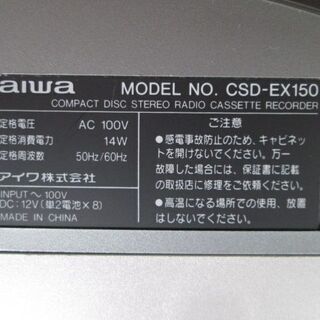 aiwa
MODEL NO. CSD-EX150
COMPACT DISC STEREO RADIO CASSETTE RECORDER
定格電圧 AC 100V
定格消費電力 14W
定格周波数 50Hz/60Hz
アイワ株式会社
INPUT～100V
DC:12V(単2電池×8)
MADE IN CHINA
ご注意
●感電事故防止のため、キャビネッ
トを開けないでください。万一
故障した場合には、保証書に記載
の取扱店に修理をご依頼ください。
●高温になる場所での使用、放置
はしないでください。